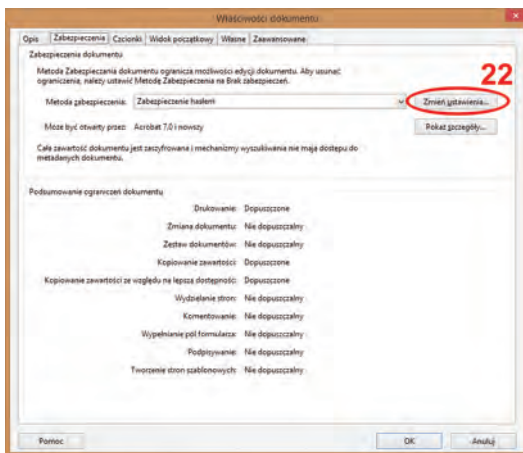 Właściwości dokumentu
Opis Zabezpieczenia Czcionki Widok początkowy Własne Zaawansowane
Zabezpieczenia dokumentu
Metoda Zabezpieczania dokumentu ogranicza możliwości edycji dokumentu. Aby usunąć
ograniczenia, należy ustawić Metodę Zabezpieczenia na Brak zabezpieczeń.
22
Metoda zabezpieczenia: Zabezpieczenie hasłem Zmień ustawienia...
Może być otwarty przez: Acrobat 7.0 i nowszy Pokaż szczegóły...
Cała zawartość dokumentu jest zaszyfrowana i mechanizmy wyszukiwania nie mają dostępu do
metadanych dokumentu.
Podsumowanie ograniczeń dokumentu
Drukowanie: Dopuszczone
Zmiana dokumentu: Nie dopuszczalny
Zestaw dokumentów: Nie dopuszczalny
Kopiowanie zawartości: Dopuszczone
Kopiowanie zawartości ze względu na lepszą dostępność: Dopuszczone
Wydzielanie stron: Nie dopuszczalny
Komentowanie: Nie dopuszczalny
Wypełnianie pól formularza: Nie dopuszczalny
Podpisywanie: Nie dopuszczalny
Tworzenie stron szablonowych: Nie dopuszczalny
Pomoc OK Anuluj